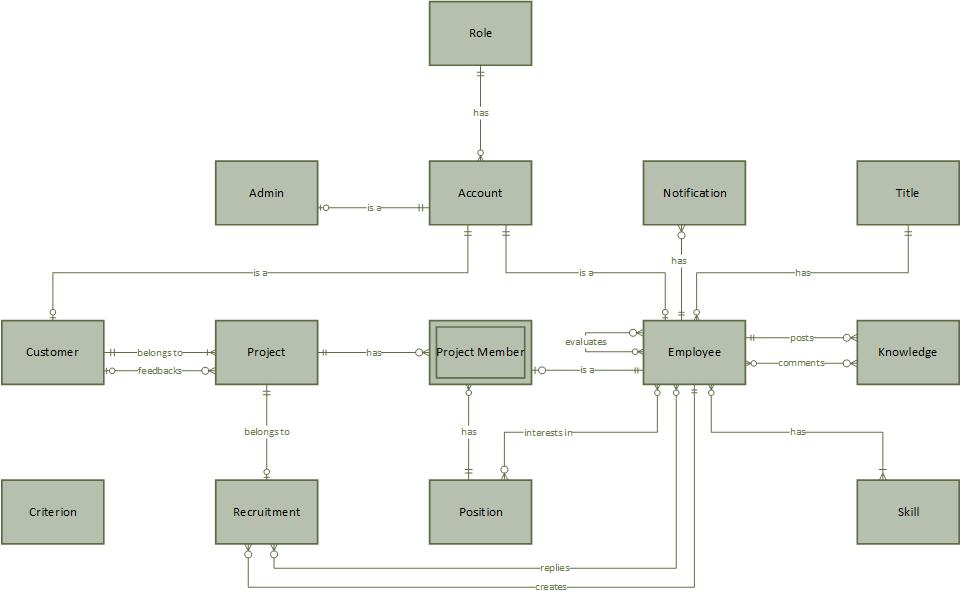 Role
has
Admin
is a
Account
Notification
Title
is a
is a
has
has
Customer
belongs to
feedbacks
Project
has
Project Member
is a
evaluates
Employee
posts
comments
Knowledge
belongs to
has
interests in
has
Criterion
Recruitment
Position
Skill
replies
creates